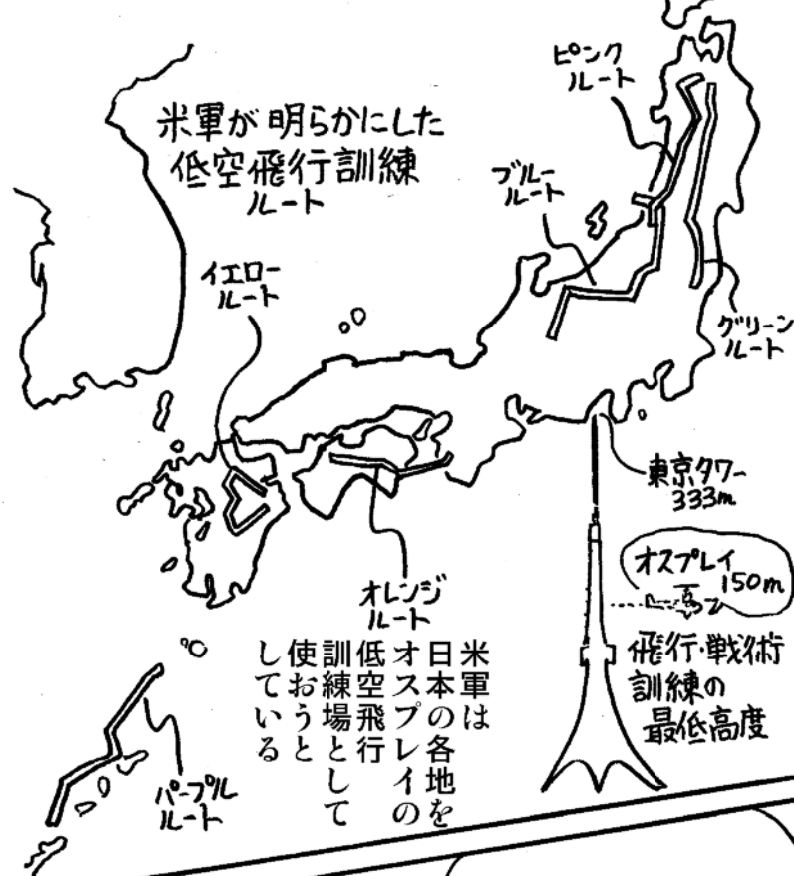 米軍が明らかにした
低空飛行訓練
ルート
ピンク
ルート
ブルー
ルート
イエロー
ルート
グリーン
ルート
東京タワー
333m
オスプレイ
150m
飛行・戦術
訓練の
最低高度
オレンジ
ルート
米軍は
日本の各地を
オスプレイの
低空飛行
訓練場として
使おうと
している
パープル
ルート